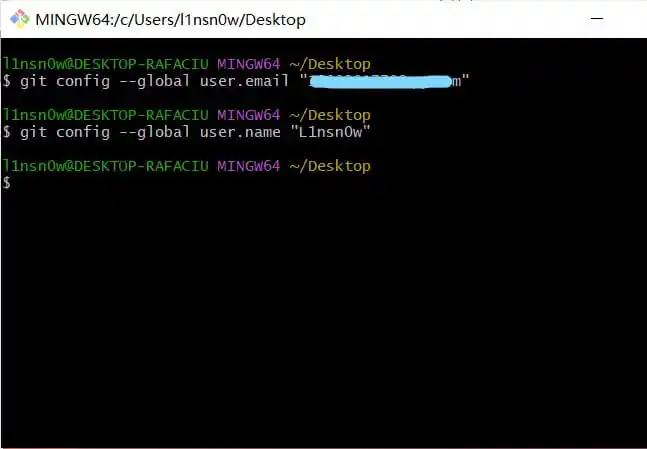 MINGW64:/c/Users/l1nsn0w/Desktop
l1nsn0w@DESKTOP-RAFACIU MINGW64 ~/Desktop
$ git config --global user.email "m"
l1nsn0w@DESKTOP-RAFACIU MINGW64 ~/Desktop
$ git config --global user.name "L1nsn0w"
l1nsn0w@DESKTOP-RAFACIU MINGW64 ~/Desktop
$